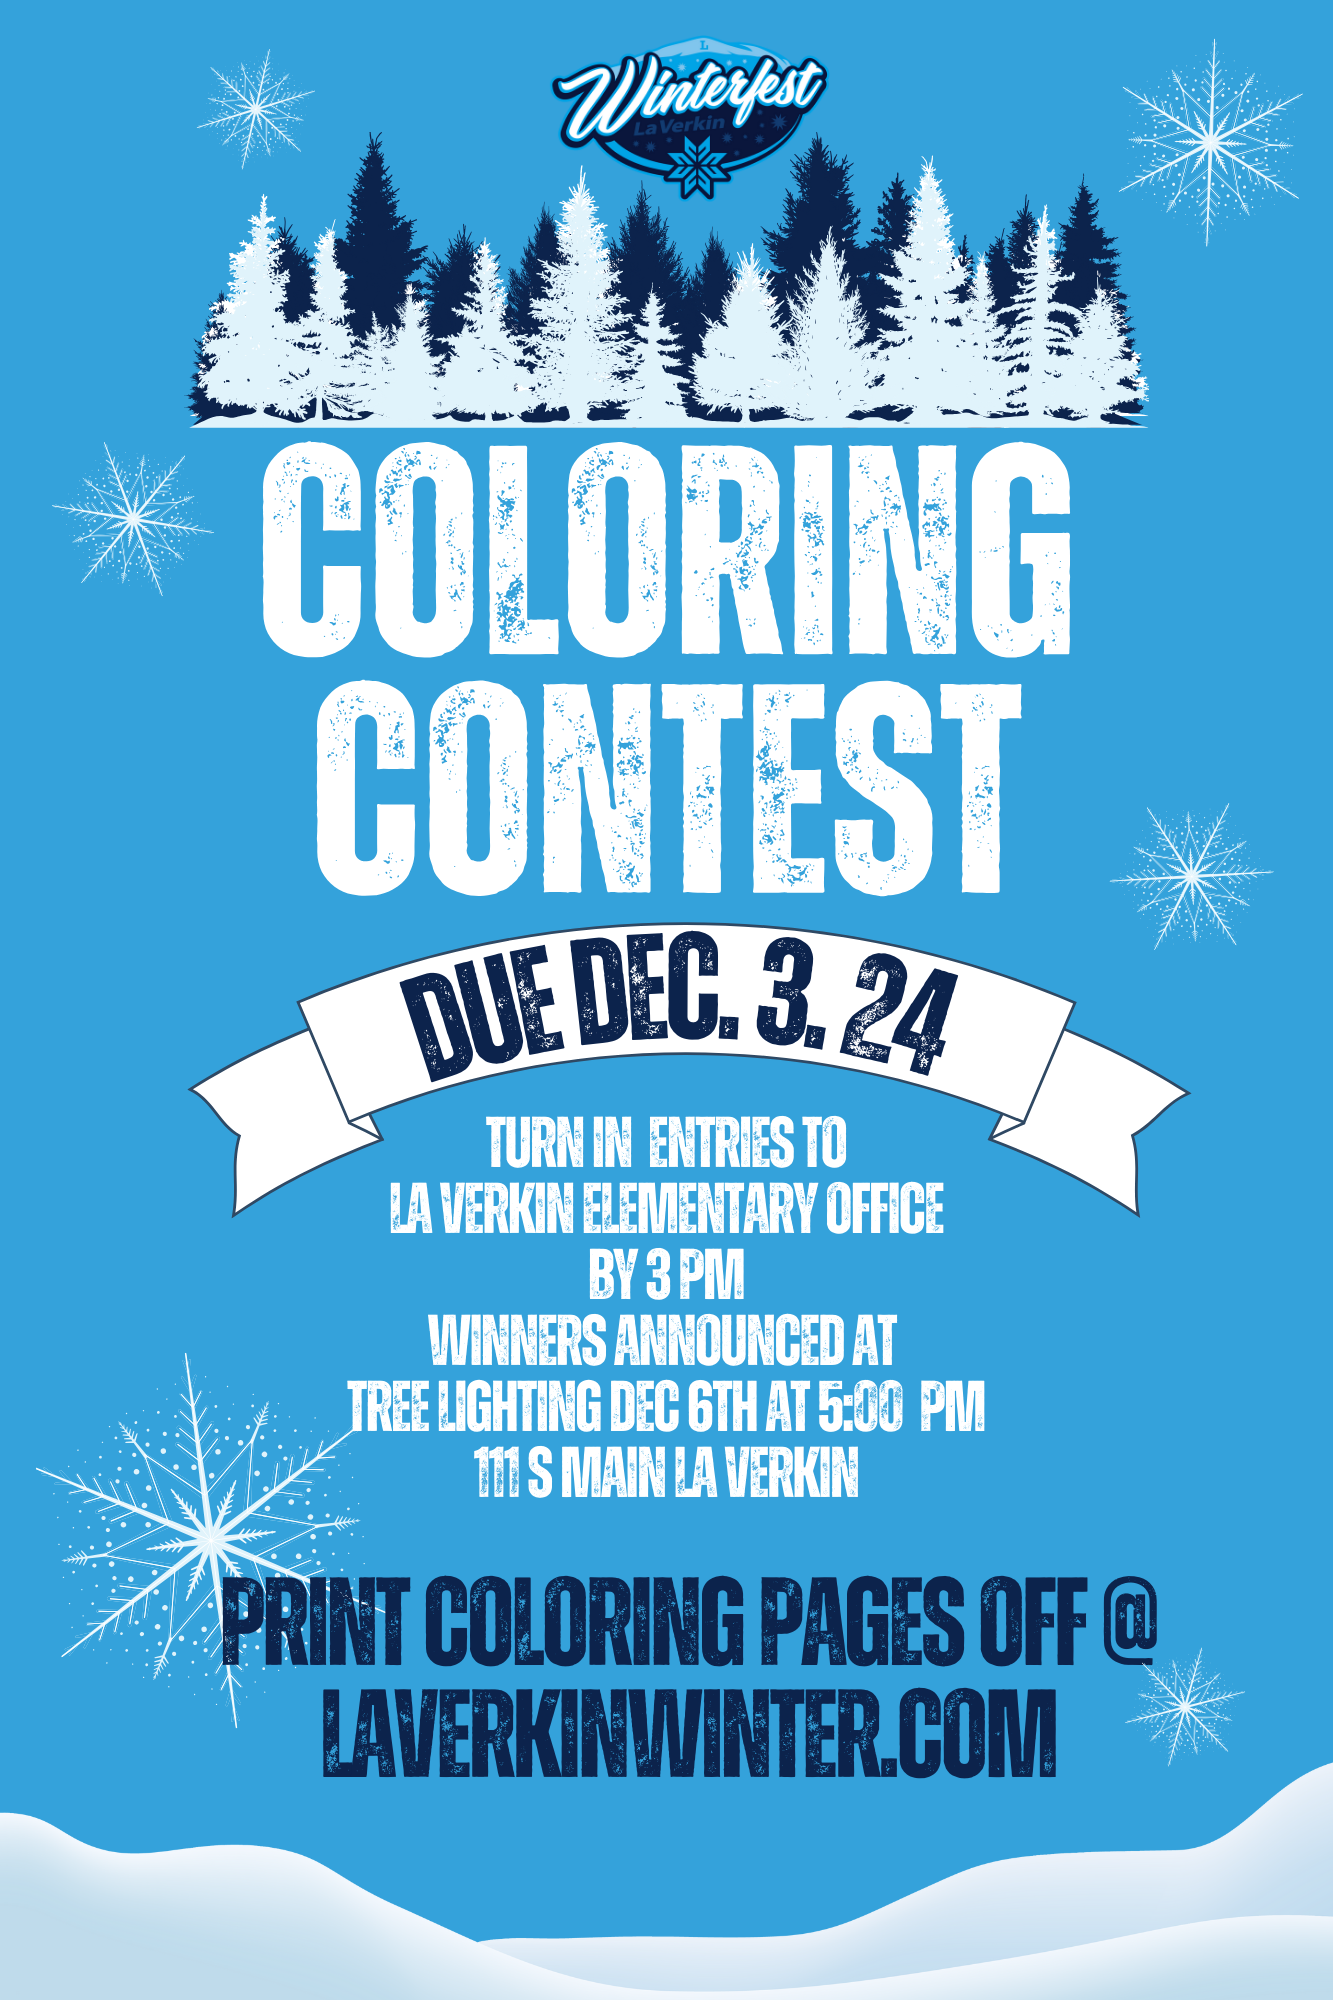 L
Winterfest
LaVerkin
COLORING
CONTEST
DUE DEC. 3. 24
TURN IN ENTRIES TO
LA VERKIN ELEMENTARY OFFICE
BY 3 PM
WINNERS ANNOUNCED AT
TREE LIGHTING DEC 6TH AT 5:00 PM
111 S MAIN LA VERKIN
PRINT COLORING PAGES OFF @
LAVERKINWINTER.COM